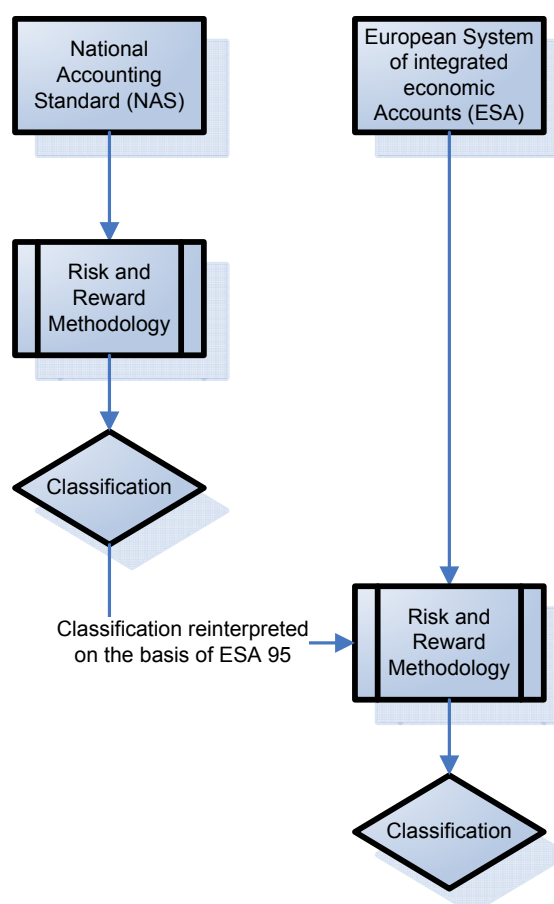 National
Accounting
Standard (NAS)
European System
of integrated
economic
Accounts (ESA)
Risk and
Reward
Methodology
Classification
Classification reinterpreted
on the basis of ESA 95
Risk and
Reward
Methodology
Classification